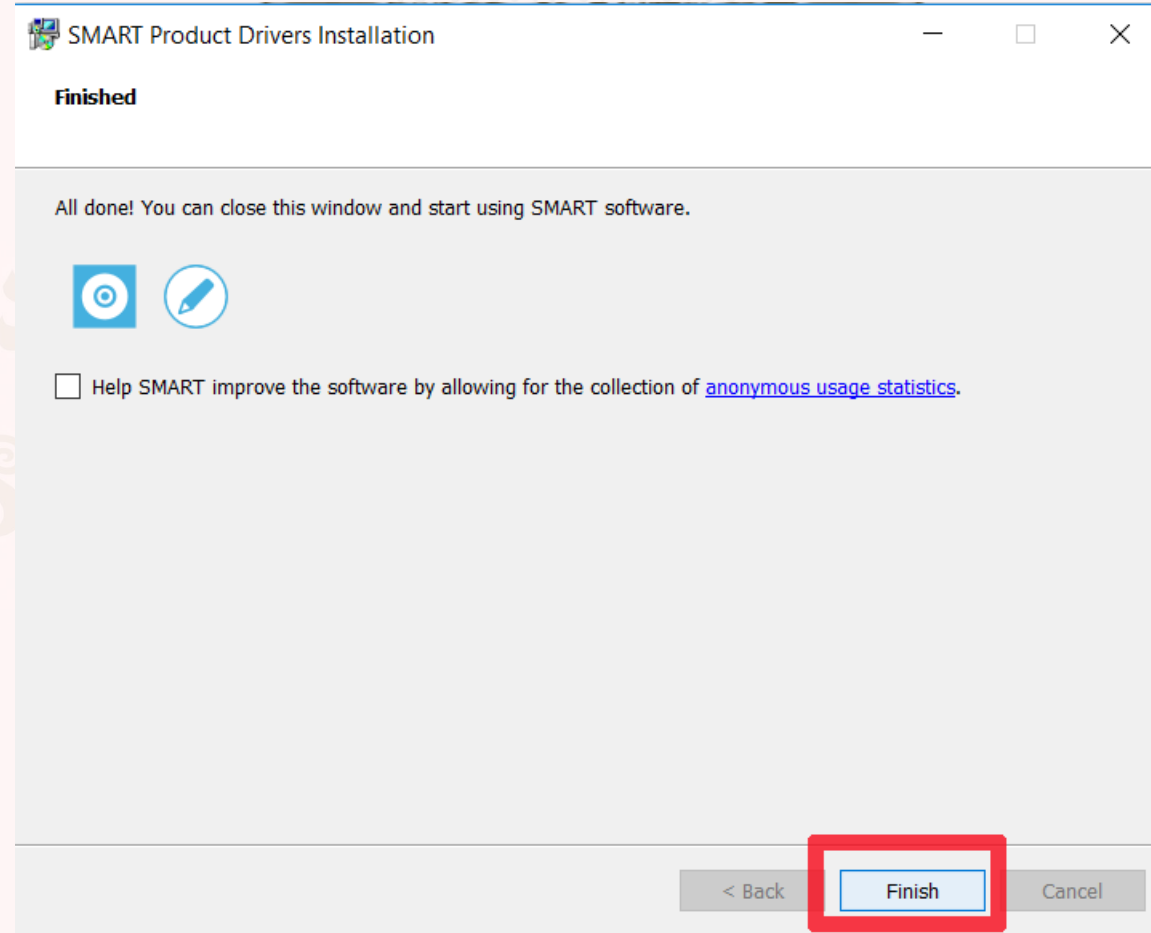 SMART Product Drivers Installation
Finished
All done! You can close this window and start using SMART software.
Help SMART improve the software by allowing for the collection of anonymous usage statistics.
< Back
Finish
Cancel